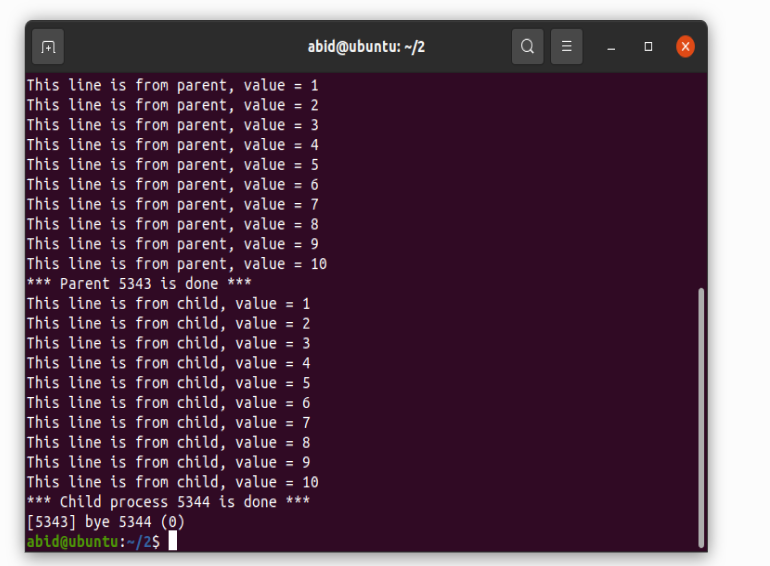 abid@ubuntu: ~/2
This line is from parent, value = 1
This line is from parent, value = 2
This line is from parent, value = 3
This line is from parent, value = 4
This line is from parent, value = 5
This line is from parent, value = 6
This line is from parent, value = 7
This line is from parent, value = 8
This line is from parent, value = 9
This line is from parent, value = 10
*** Parent 5343 is done ***
This line is from child, value = 1
This line is from child, value = 2
This line is from child, value = 3
This line is from child, value = 4
This line is from child, value = 5
This line is from child, value = 6
This line is from child, value = 7
This line is from child, value = 8
This line is from child, value = 9
This line is from child, value = 10
*** Child process 5344 is done ***
[5343] bye 5344 (0)
abid@ubuntu:~/2$